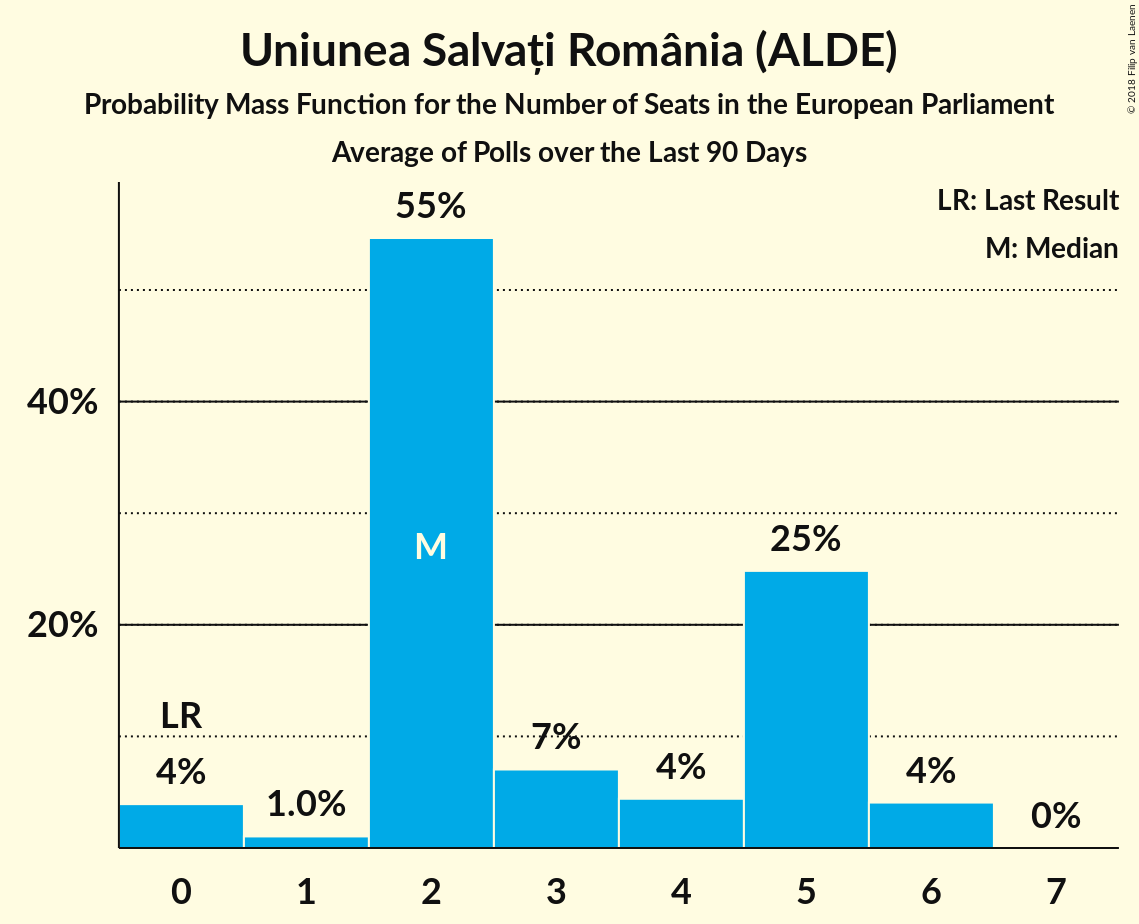 Uniunea Salvați România (ALDE)
Probability Mass Function for the Number of Seats in the European Parliament
Average of Polls over the Last 90 Days
© 2018 Filip van Laenen
LR: Last Result
M: Median
55%
40%
M
25%
20%
LR
7%
4%
4%
4%
1.0%
0%
0 1 2 3 4 5 6 7